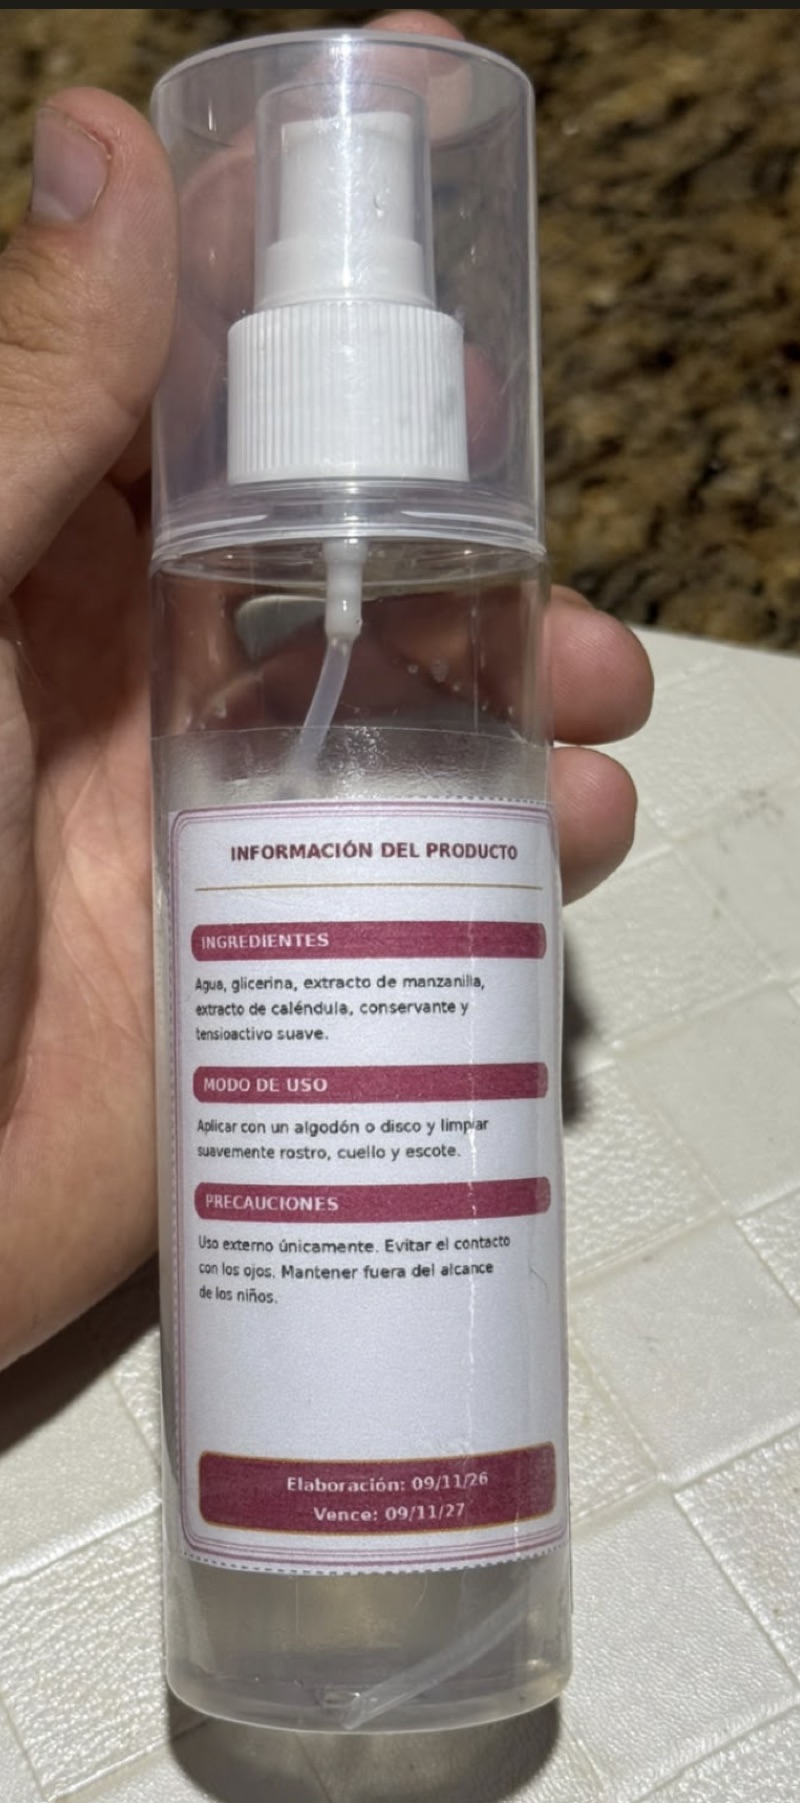 INFORMACIÓN DEL PRODUCTO
INGREDIENTES
Agua, glicerina, extracto de manzanilla,
extracto de caléndula, conservante y
tensioactivo suave.
MODO DE USO
Aplicar con un algodón o disco y limpiar
suavemente rostro, cuello y escote.
PRECAUCIONES
Uso externo únicamente. Evitar el contacto
con los ojos. Mantener fuera del alcance
de los niños.
Elaboración: 09/11/26
Vence: 09/11/27